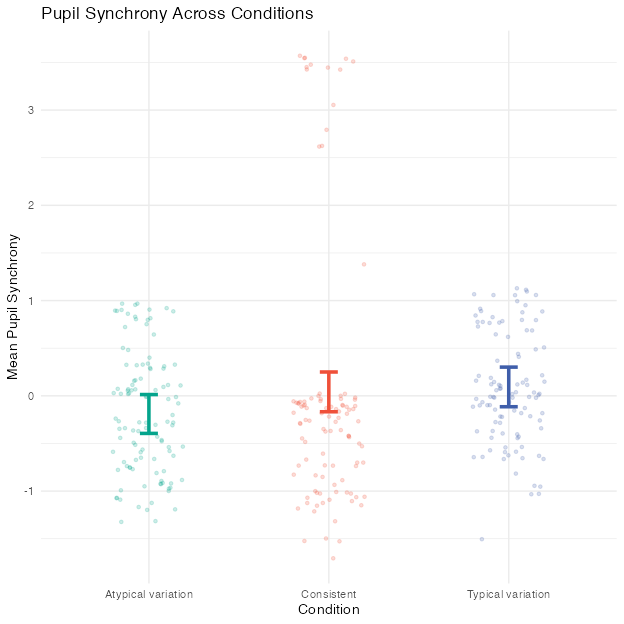 Pupil Synchrony Across Conditions
Mean Pupil Synchrony
3
2
1
0
-1
Atypical variation
Consistent
Typical variation
Condition